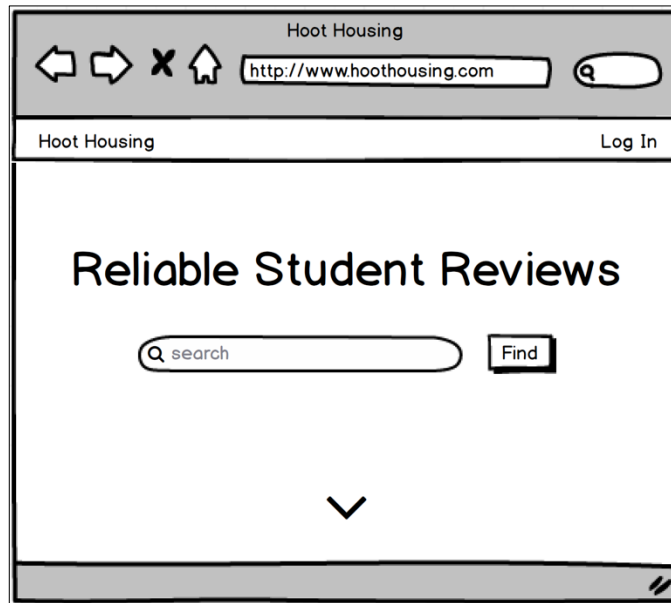 Hoot Housing
http://www.hoothousing.com
Hoot Housing Log In
Reliable Student Reviews
search Find